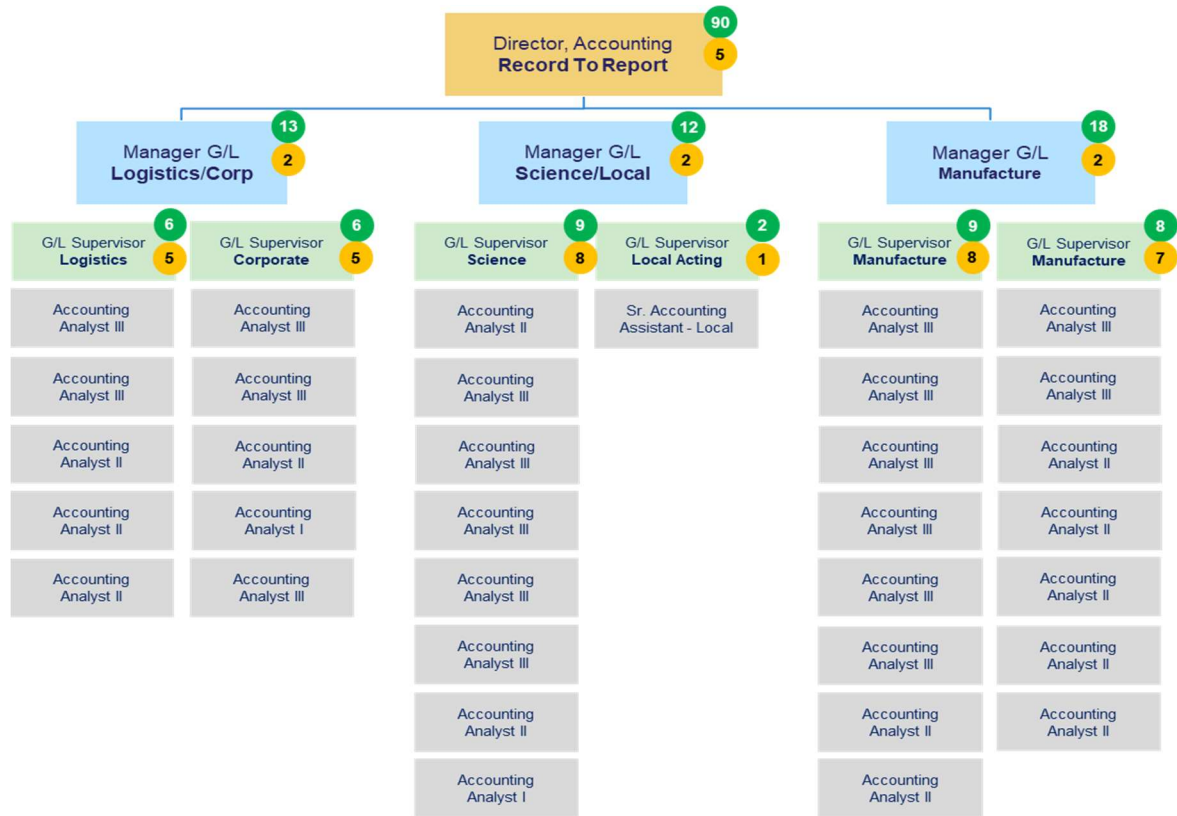 90
Director, Accounting
Record To Report
5
13
Manager G/L
Logistics/Corp
2
12
Manager G/L
Science/Local
2
18
Manager G/L
Manufacture
2
6
G/L Supervisor
Logistics
5
Accounting
Analyst III
Accounting
Analyst III
Accounting
Analyst II
Accounting
Analyst II
Accounting
Analyst II
6
G/L Supervisor
Corporate
5
Accounting
Analyst III
Accounting
Analyst III
Accounting
Analyst II
Accounting
Analyst I
Accounting
Analyst III
9
G/L Supervisor
Science
8
Accounting
Analyst II
Accounting
Analyst III
Accounting
Analyst III
Accounting
Analyst III
Accounting
Analyst III
Accounting
Analyst III
Accounting
Analyst II
Accounting
Analyst I
2
G/L Supervisor
Local Acting
1
Sr. Accounting
Assistant - Local
9
G/L Supervisor
Manufacture
8
Accounting
Analyst III
Accounting
Analyst III
Accounting
Analyst III
Accounting
Analyst III
Accounting
Analyst III
Accounting
Analyst III
Accounting
Analyst II
Accounting
Analyst II
8
G/L Supervisor
Manufacture
7
Accounting
Analyst III
Accounting
Analyst III
Accounting
Analyst II
Accounting
Analyst II
Accounting
Analyst II
Accounting
Analyst II
Accounting
Analyst II